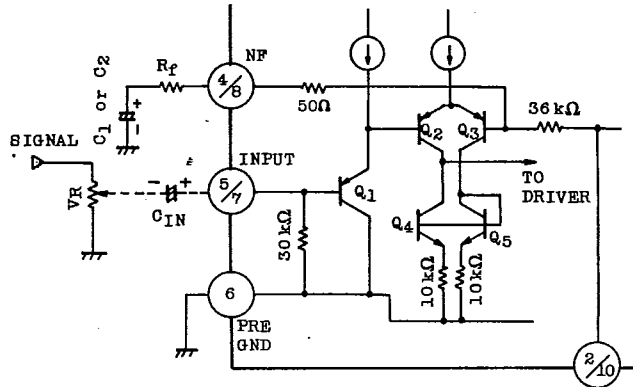 NF
4/8
Rf
C1 or C2
+
-
50Ω
Q2
Q3
36kΩ
SIGNAL
VR
- +
CIN
INPUT
5/7
30kΩ
Q1
TO
DRIVER
Q4
Q5
10kΩ
10kΩ
6
PRE
GND
2/10